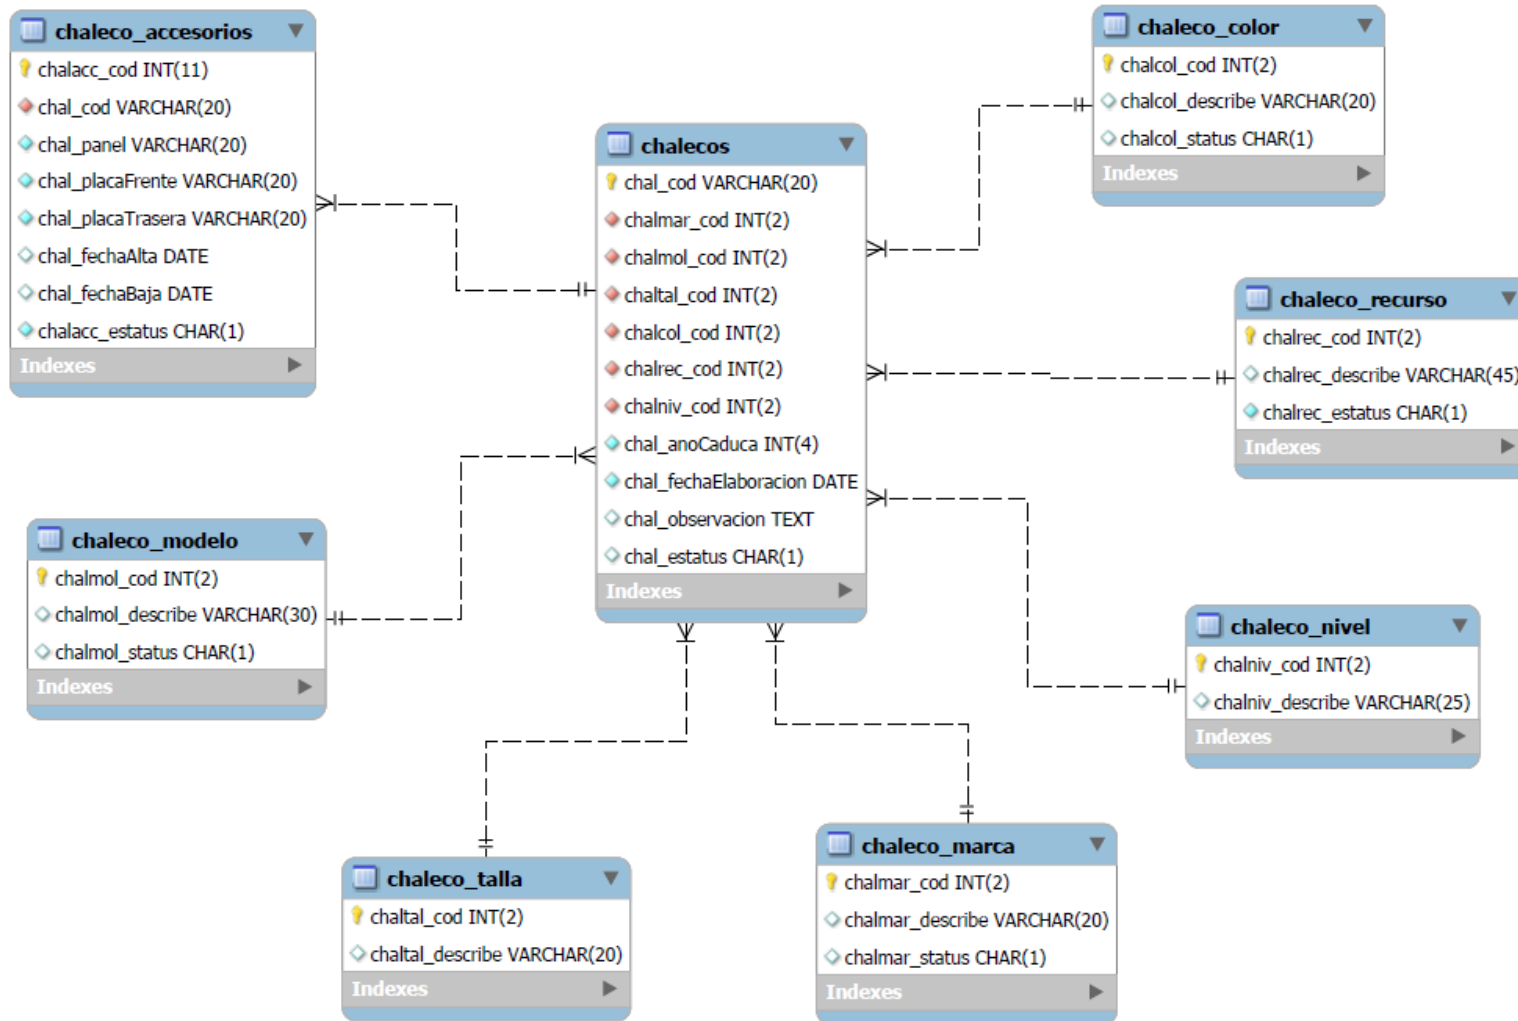 chaleco_accesorios
chalacc_cod INT(11)
chal_cod VARCHAR(20)
chal_panel VARCHAR(20)
chal_placaFrente VARCHAR(20)
chal_placaTrasera VARCHAR(20)
chal_fechaAlta DATE
chal_fechaBaja DATE
chalacc_estatus CHAR(1)
Indexes
chaleco_color
chalcol_cod INT(2)
chalcol_describe VARCHAR(20)
chalcol_status CHAR(1)
Indexes
chalecos
chal_cod VARCHAR(20)
chalmar_cod INT(2)
chalmol_cod INT(2)
chaltal_cod INT(2)
chalcol_cod INT(2)
chalrec_cod INT(2)
chalniv_cod INT(2)
chal_anoCaduca INT(4)
chal_fechaElaboracion DATE
chal_observacion TEXT
chal_estatus CHAR(1)
Indexes
chaleco_recurso
chalrec_cod INT(2)
chalrec_describe VARCHAR(45)
chalrec_estatus CHAR(1)
Indexes
chaleco_modelo
chalmol_cod INT(2)
chalmol_describe VARCHAR(30)
chalmol_status CHAR(1)
Indexes
chaleco_nivel
chalniv_cod INT(2)
chalniv_describe VARCHAR(25)
Indexes
chaleco_talla
chaltal_cod INT(2)
chaltal_describe VARCHAR(20)
Indexes
chaleco_marca
chalmar_cod INT(2)
chalmar_describe VARCHAR(20)
chalmar_status CHAR(1)
Indexes